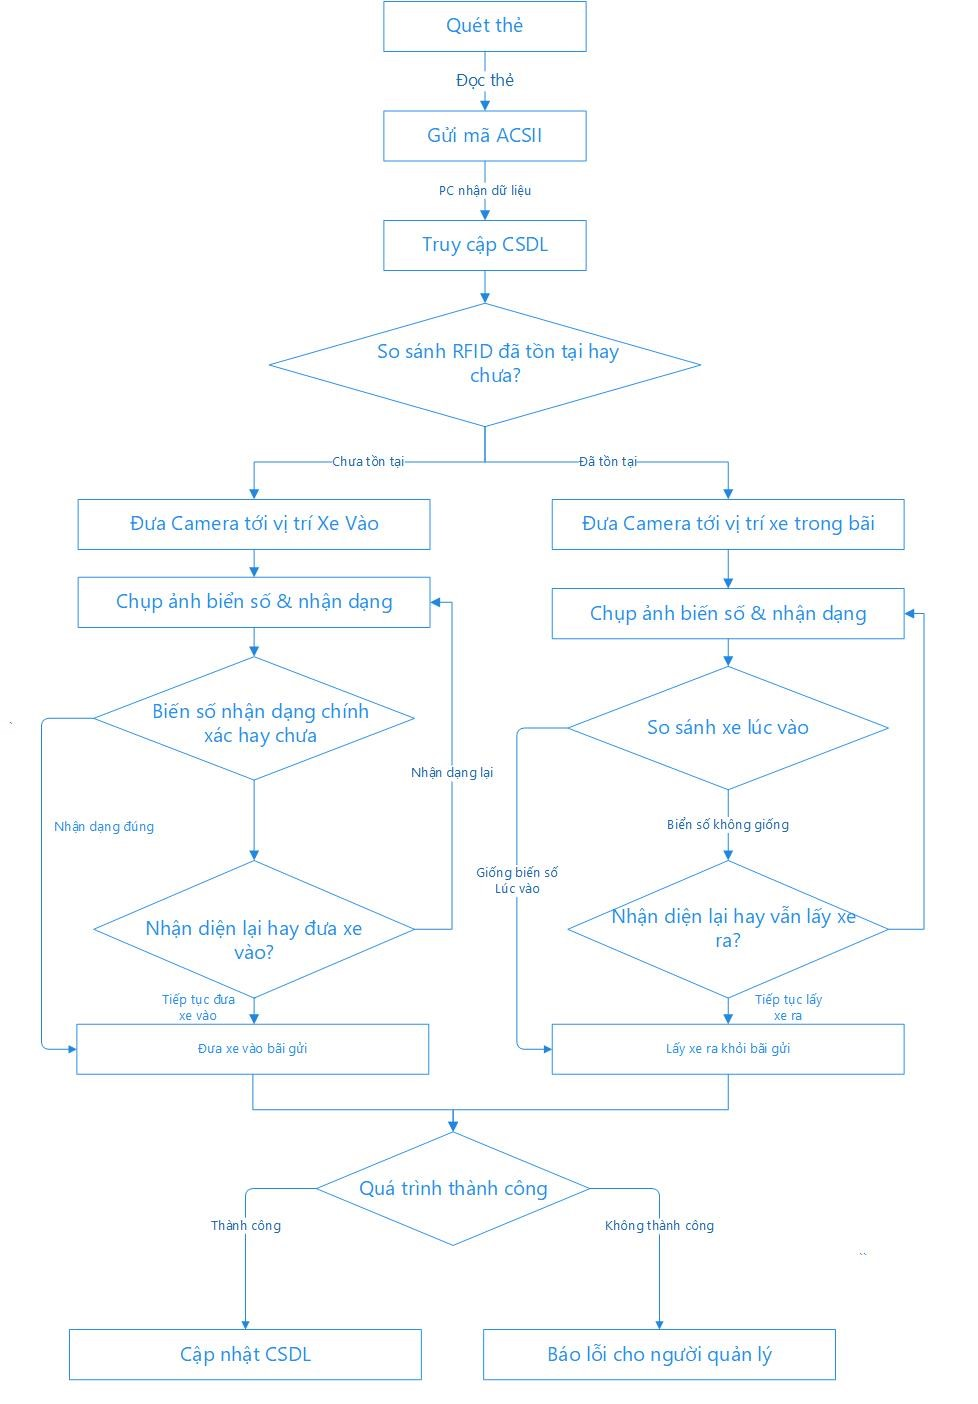 Quét thẻ
Đọc thẻ
Gửi mã ACSII
PC nhận dữ liệu
Truy cập CSDL
So sánh RFID đã tồn tại hay
chưa?
Chưa tồn tại
Đã tồn tại
Đưa Camera tới vị trí Xe Vào
Đưa Camera tới vị trí xe trong bãi
Chụp ảnh biển số & nhận dạng
Chụp ảnh biến số & nhận dạng
Biến số nhận dạng chính
xác hay chưa
So sánh xe lúc vào
`
Nhận dạng lại
Nhận dạng đúng
Biển số không giống
Giống biến số
Lúc vào
Nhận diện lại hay đưa xe
vào?
Nhận diện lại hay vẫn lấy xe
ra?
Tiếp tục đưa
xe vào
Tiếp tục lấy
xe ra
Đưa xe vào bãi gửi
Lấy xe ra khỏi bãi gửi
Quá trình thành công
Thành công
Không thành công
``
Cập nhật CSDL
Báo lỗi cho người quản lý